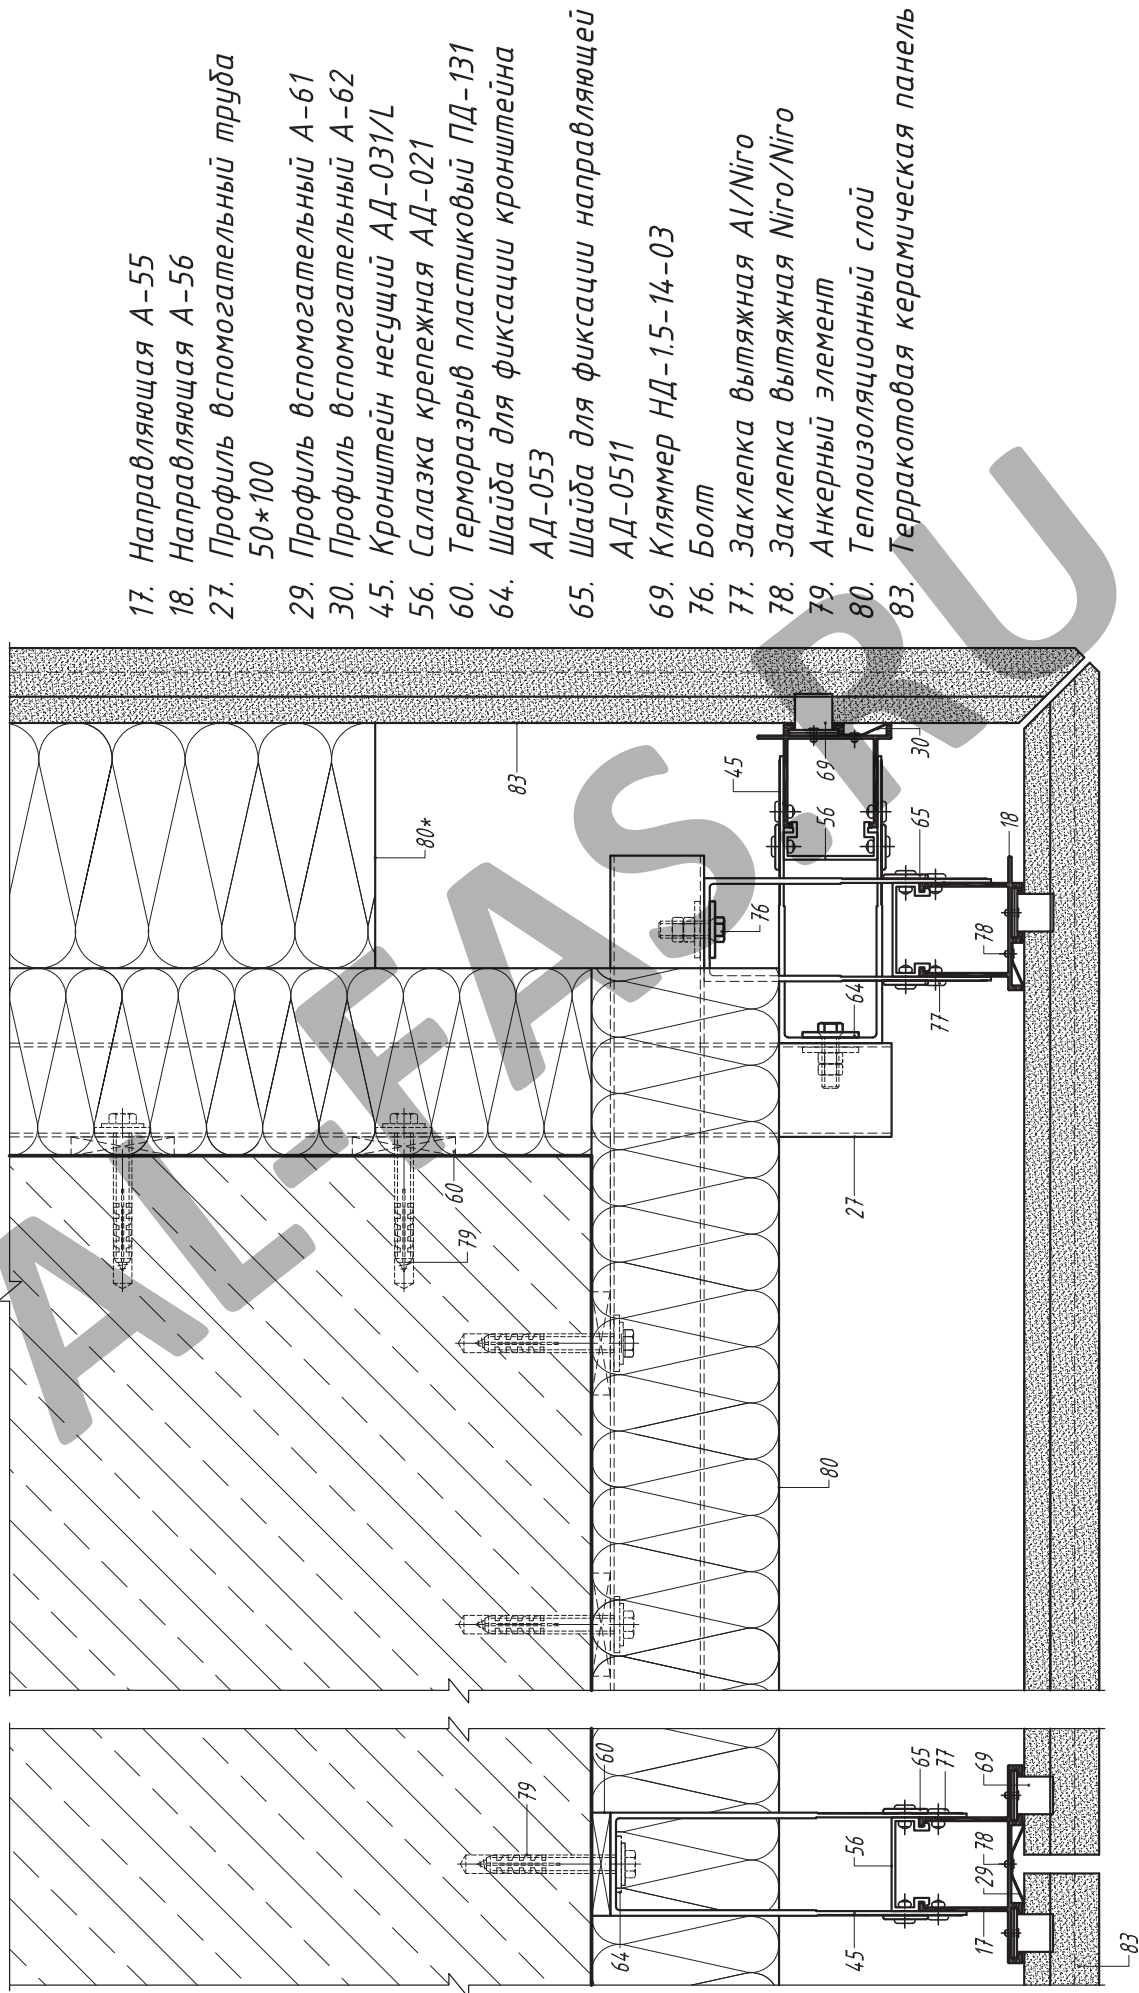 17. Направляющая А-55
18. Направляющая А-56
27. Профиль вспомогательный труба
50*100
29. Профиль вспомогательный А-61
30. Профиль вспомогательный А-62
45. Кронштейн несущий АД-031/L
56. Салазка крепежная АД-021
60. Терморазрыв пластиковый ПД-131
64. Шайба для фиксации кронштейна
АД-053
65. Шайба для фиксации направляющей
АД-0511
69. Кляммер НД-1.5-14-03
76. Болт
77. Заклепка вытяжная Al/Niro
78. Заклепка вытяжная Niro/Niro
79. Анкерный элемент
80. Теплоизоляционный слой
83. Терракотовая керамическая панель
83
80*
45
69
30
56
65
18
76
78
64
77
27
60
79
80
79
60
65
77
69
56
78
29
64
45
17
83
AL-FAS.RU